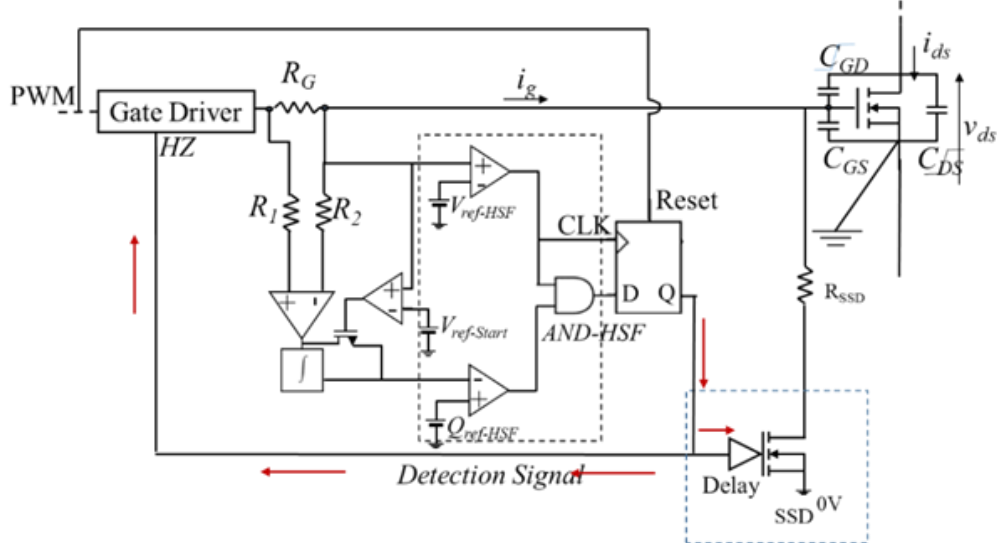 R_G
i_g
C_GD
i_ds
PWM
Gate Driver
HZ
v_ds
C_GS
C_DS
+
-
V_ref-HSF
Reset
R_1
R_2
CLK
D Q
R_SSD
+ -
+
-
V_ref-Start
AND-HSF
∫
-
+
Q_ref-HSF
Detection Signal
Delay
SSD 0V